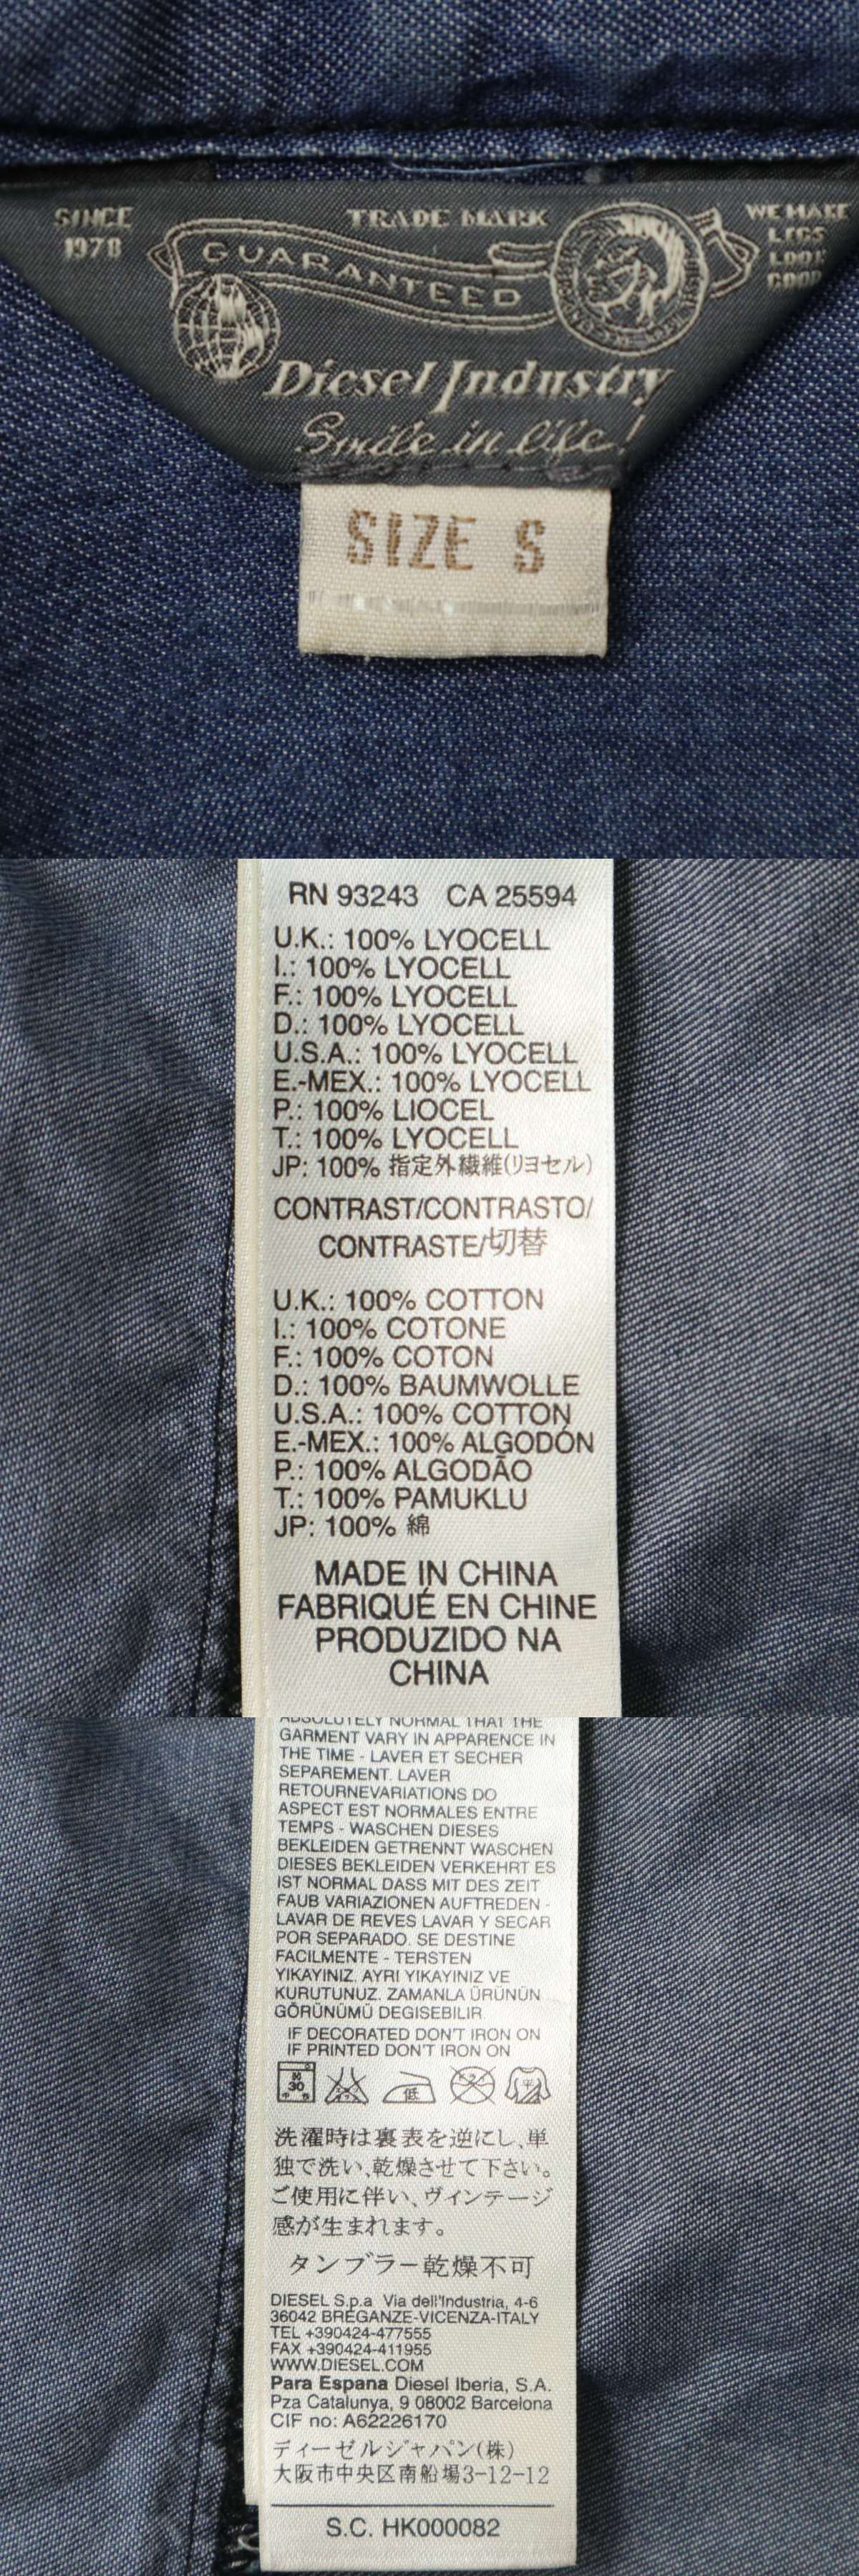 SINCE
1978
TRADE MARK
WE MAKE
LEGS
LOOK
GOOD
GUARANTEED
Diesel Industry
Smile in life!
SIZE S
RN 93243 CA 25594
U.K.: 100% LYOCELL
I.: 100% LYOCELL
F.: 100% LYOCELL
D.: 100% LYOCELL
U.S.A.: 100% LYOCELL
E.-MEX.: 100% LYOCELL
P.: 100% LIOCEL
T.: 100% LYOCELL
JP: 100% 指定外繊維(リヨセル)
CONTRAST/CONTRASTO/
CONTRASTE/切替
U.K.: 100% COTTON
I.: 100% COTONE
F.: 100% COTON
D.: 100% BAUMWOLLE
U.S.A.: 100% COTTON
E.-MEX.: 100% ALGODÓN
P.: 100% ALGODÃO
T.: 100% PAMUKLU
JP: 100% 綿
MADE IN CHINA
FABRIQUÉ EN CHINE
PRODUZIDO NA
CHINA
ABSOLUTELY NORMAL THAT THE
GARMENT VARY IN APPARENCE IN
THE TIME - LAVER ET SECHER
SEPAREMENT. LAVER
RETOURNEVARIATIONS DO
ASPECT EST NORMALES ENTRE
TEMPS - WASCHEN DIESES
BEKLEIDEN GETRENNT WASCHEN
DIESES BEKLEIDEN VERKEHRT ES
IST NORMAL DASS MIT DES ZEIT
FAUB VARIAZIONEN AUFTREDEN -
LAVAR DE REVES LAVAR Y SECAR
POR SEPARADO. SE DESTINE
FACILMENTE - TERSTEN
YIKAYINIZ. AYRI YIKAYINIZ VE
KURUTUNUZ. ZAMANLA ÜRÜNÜN
GÖRÜNÜMÜ DEGISEBILIR
IF DECORATED DON'T IRON ON
IF PRINTED DON'T IRON ON
30 低
洗濯時は裏表を逆にし、単
独で洗い、乾燥させて下さい。
ご使用に伴い、ヴィンテージ
感が生まれます。
タンブラー乾燥不可
DIESEL S.p.a Via dell'Industria, 4-6
36042 BREGANZE-VICENZA-ITALY
TEL +390424-477555
FAX +390424-411955
WWW.DIESEL.COM
Para Espana Diesel Iberia, S.A.
Pza Catalunya, 9 08002 Barcelona
CIF no: A62226170
ディーゼルジャパン(株)
大阪市中央区南船場3-12-12
S.C. HK000082